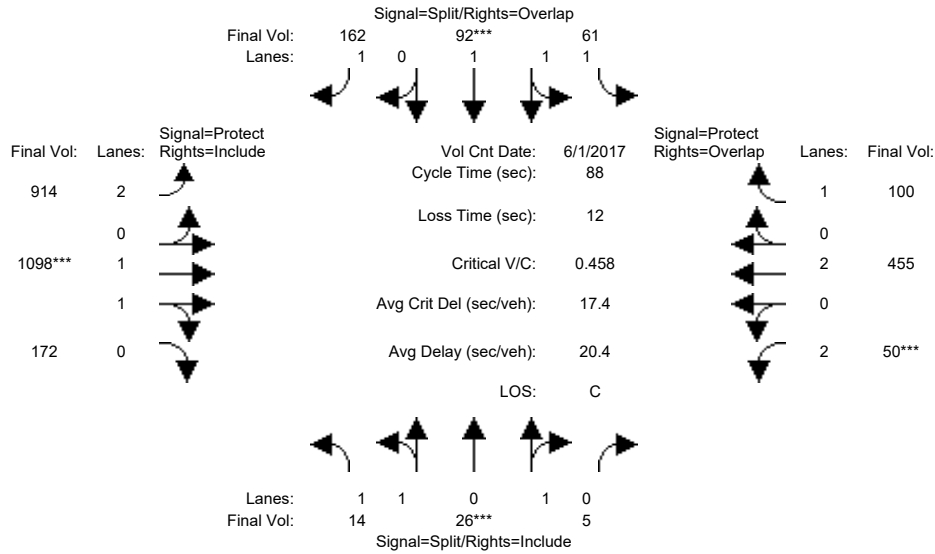 Signal=Split/Rights=Overlap
Final Vol: 162 92*** 61
Lanes: 1 0 1 1 1
Signal=Protect
Final Vol: Lanes: Rights=Include
Vol Cnt Date: 6/1/2017
Signal=Protect
Rights=Overlap Lanes: Final Vol:
Cycle Time (sec): 88
914 2
1 100
Loss Time (sec): 12
0
0
1098*** 1
Critical V/C: 0.458
2 455
1
Avg Crit Del (sec/veh): 17.4
0
172 0
Avg Delay (sec/veh): 20.4
2 50***
LOS: C
Lanes: 1 1 0 1 0
Final Vol: 14 26*** 5
Signal=Split/Rights=Include